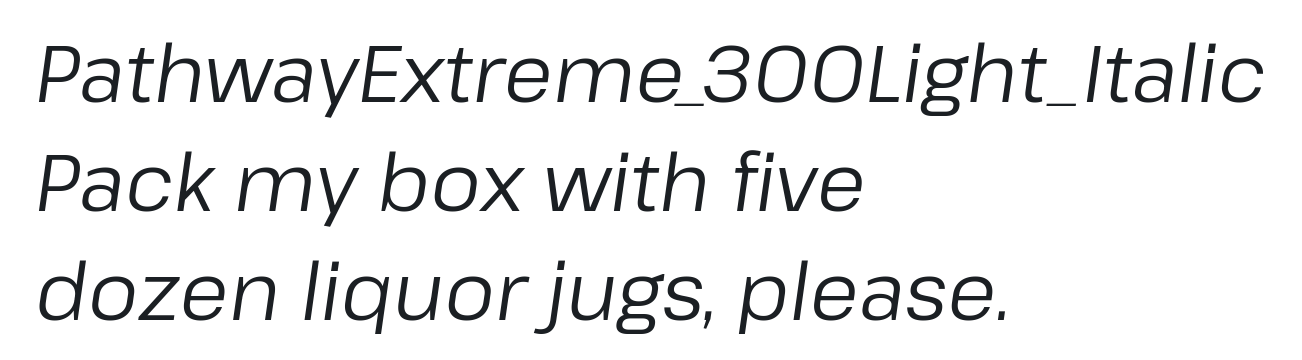 PathwayExtreme_300Light_Italic
Pack my box with five
dozen liquor jugs, please.